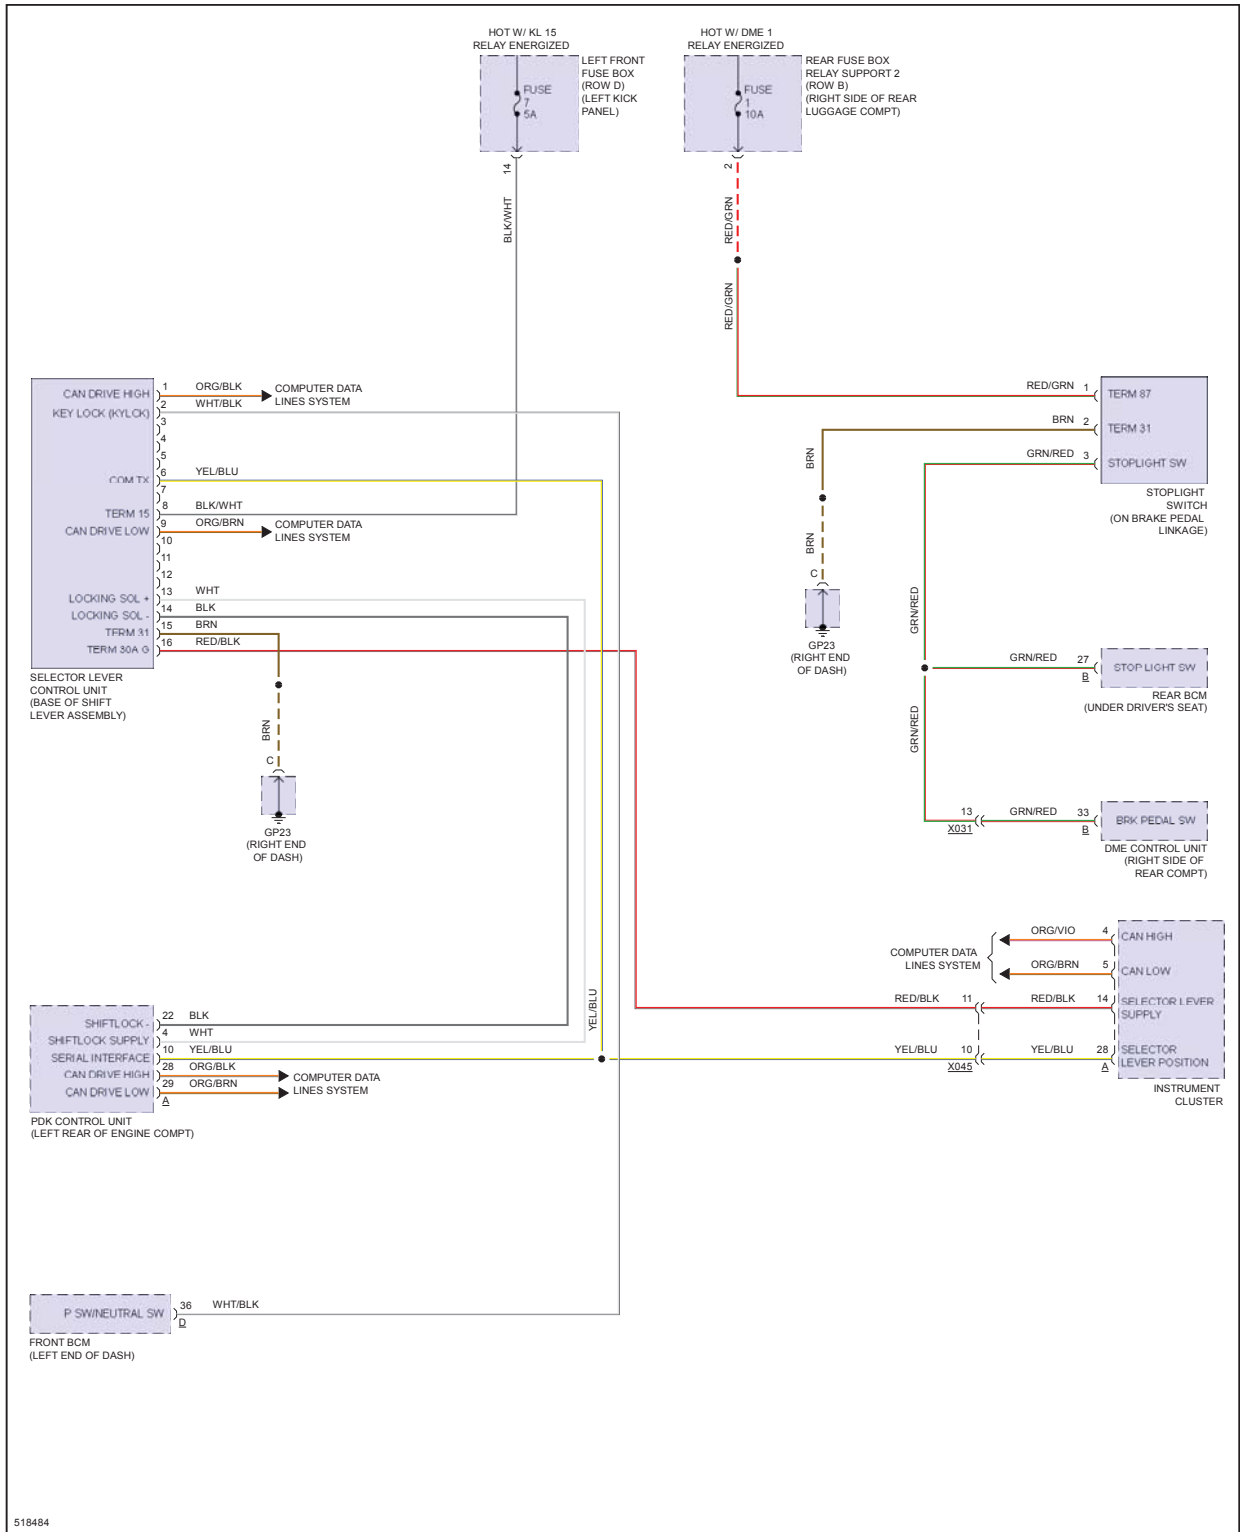 HOT W/ KL 15
RELAY ENERGIZED
FUSE
7
5A
LEFT FRONT
FUSE BOX
(ROW D)
(LEFT KICK
PANEL)
14
BLK/WHT
HOT W/ DME 1
RELAY ENERGIZED
FUSE
1
10A
REAR FUSE BOX
RELAY SUPPORT 2
(ROW B)
(RIGHT SIDE OF REAR
LUGGAGE COMPT)
2
RED/GRN
RED/GRN
CAN DRIVE HIGH 1 ORG/BLK
COMPUTER DATA
LINES SYSTEM
KEY LOCK (KYLCK) 2 WHT/BLK
3
4
5
COM TX 6 YEL/BLU
7
TERM 15 8 BLK/WHT
CAN DRIVE LOW 9 ORG/BRN
COMPUTER DATA
LINES SYSTEM
10
11
12
LOCKING SOL + 13 WHT
LOCKING SOL - 14 BLK
TERM 31 15 BRN
TERM 30A G 16 RED/BLK
SELECTOR LEVER
CONTROL UNIT
(BASE OF SHIFT
LEVER ASSEMBLY)
BRN
C
GP23
(RIGHT END
OF DASH)
RED/GRN 1 TERM 87
BRN 2 TERM 31
GRN/RED 3 STOPLIGHT SW
STOPLIGHT
SWITCH
(ON BRAKE PEDAL
LINKAGE)
BRN
BRN
C
GP23
(RIGHT END
OF DASH)
GRN/RED
GRN/RED
GRN/RED 27 STOP LIGHT SW
B
REAR BCM
(UNDER DRIVER'S SEAT)
13 GRN/RED 33 BRK PEDAL SW
X031 B
DME CONTROL UNIT
(RIGHT SIDE OF
REAR COMPT)
COMPUTER DATA
LINES SYSTEM
ORG/VIO 4 CAN HIGH
ORG/BRN 5 CAN LOW
RED/BLK 11 RED/BLK 14 SELECTOR LEVER
SUPPLY
YEL/BLU 10 YEL/BLU 28 SELECTOR
LEVER POSITION
X045 A
INSTRUMENT
CLUSTER
YEL/BLU
SHIFTLOCK - 22 BLK
SHIFTLOCK SUPPLY 4 WHT
SERIAL INTERFACE 10 YEL/BLU
CAN DRIVE HIGH 28 ORG/BLK
CAN DRIVE LOW 29 ORG/BRN
A
COMPUTER DATA
LINES SYSTEM
PDK CONTROL UNIT
(LEFT REAR OF ENGINE COMPT)
P SW/NEUTRAL SW 36 WHT/BLK
D
FRONT BCM
(LEFT END OF DASH)
518484